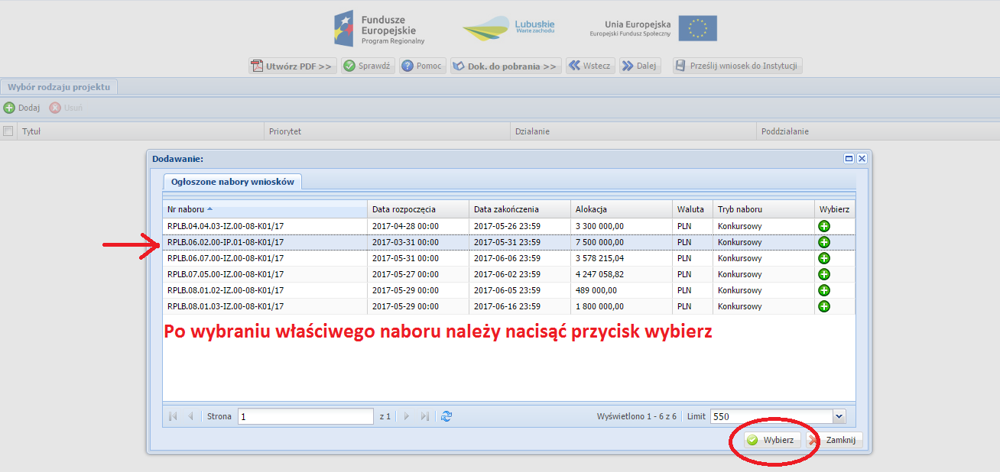 Fundusze
Europejskie
Program Regionalny
Lubuskie
Warte zachodu
Unia Europejska
Europejski Fundusz Społeczny
Utwórz PDF >> Sprawdź Pomoc Dok. do pobrania >> Wstecz Dalej Prześlij wniosek do Instytucji
Wybór rodzaju projektu
Dodaj Usuń
Tytuł Priorytet Działanie Poddziałanie
Dodawanie:
Ogłoszone nabory wniosków
Nr naboru Data rozpoczęcia Data zakończenia Alokacja Waluta Tryb naboru Wybierz
RPLB.04.04.03-IZ.00-08-K01/17 2017-04-28 00:00 2017-05-26 23:59 3 300 000,00 PLN Konkursowy
RPLB.06.02.00-IP.01-08-K01/17 2017-03-31 00:00 2017-05-31 23:59 7 500 000,00 PLN Konkursowy
RPLB.06.07.00-IZ.00-08-K01/17 2017-05-31 00:00 2017-06-06 23:59 3 578 215,04 PLN Konkursowy
RPLB.07.05.00-IZ.00-08-K01/17 2017-05-27 00:00 2017-06-02 23:59 4 247 058,82 PLN Konkursowy
RPLB.08.01.02-IZ.00-08-K01/17 2017-05-29 00:00 2017-06-05 23:59 489 000,00 PLN Konkursowy
RPLB.08.01.03-IZ.00-08-K01/17 2017-05-29 00:00 2017-06-16 23:59 1 800 000,00 PLN Konkursowy
Po wybraniu właściwego naboru należy nacisąć przycisk wybierz
Strona 1 z 1 Wyświetlono 1 - 6 z 6 Limit 550
Wybierz Zamknij